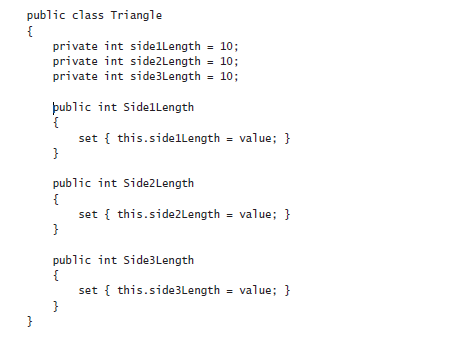 public class Triangle
{
private int side1Length = 10;
private int side2Length = 10;
private int side3Length = 10;
public int Side1Length
{
set { this.side1Length = value; }
}
public int Side2Length
{
set { this.side2Length = value; }
}
public int Side3Length
{
set { this.side3Length = value; }
}
}